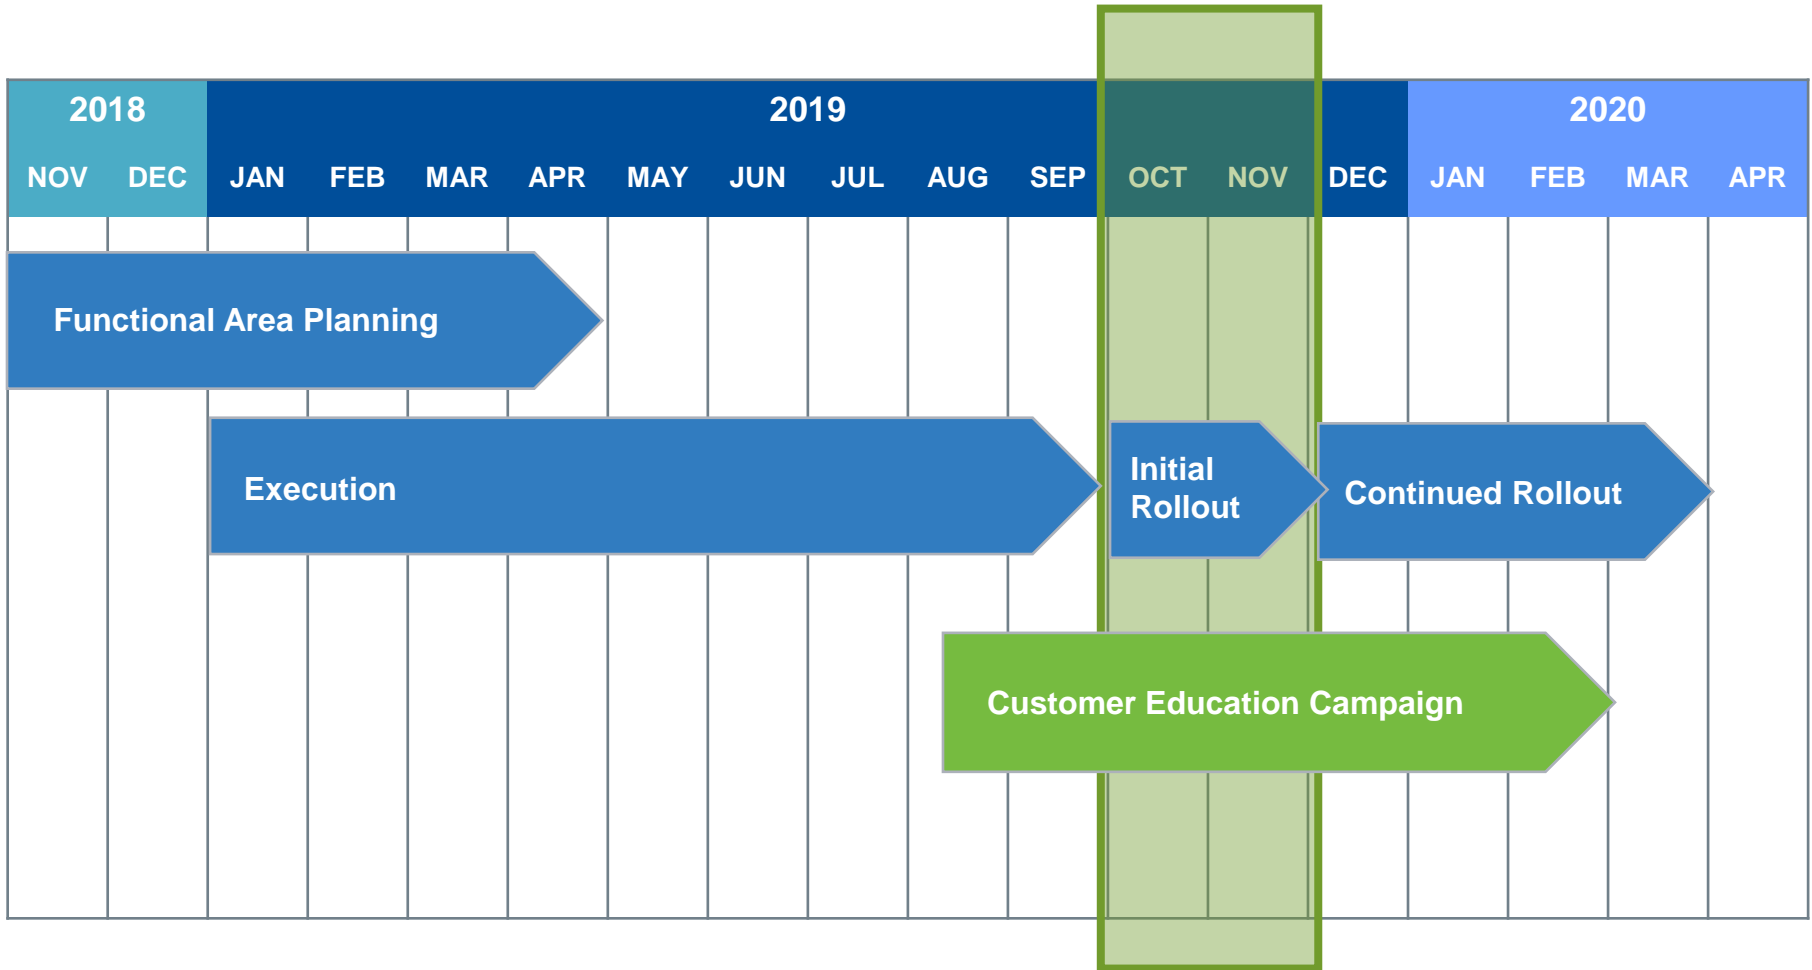 2018 2019 2020
NOV DEC JAN FEB MAR APR MAY JUN JUL AUG SEP OCT NOV DEC JAN FEB MAR APR
Functional Area Planning
Execution
Initial
Rollout
Continued Rollout
Customer Education Campaign